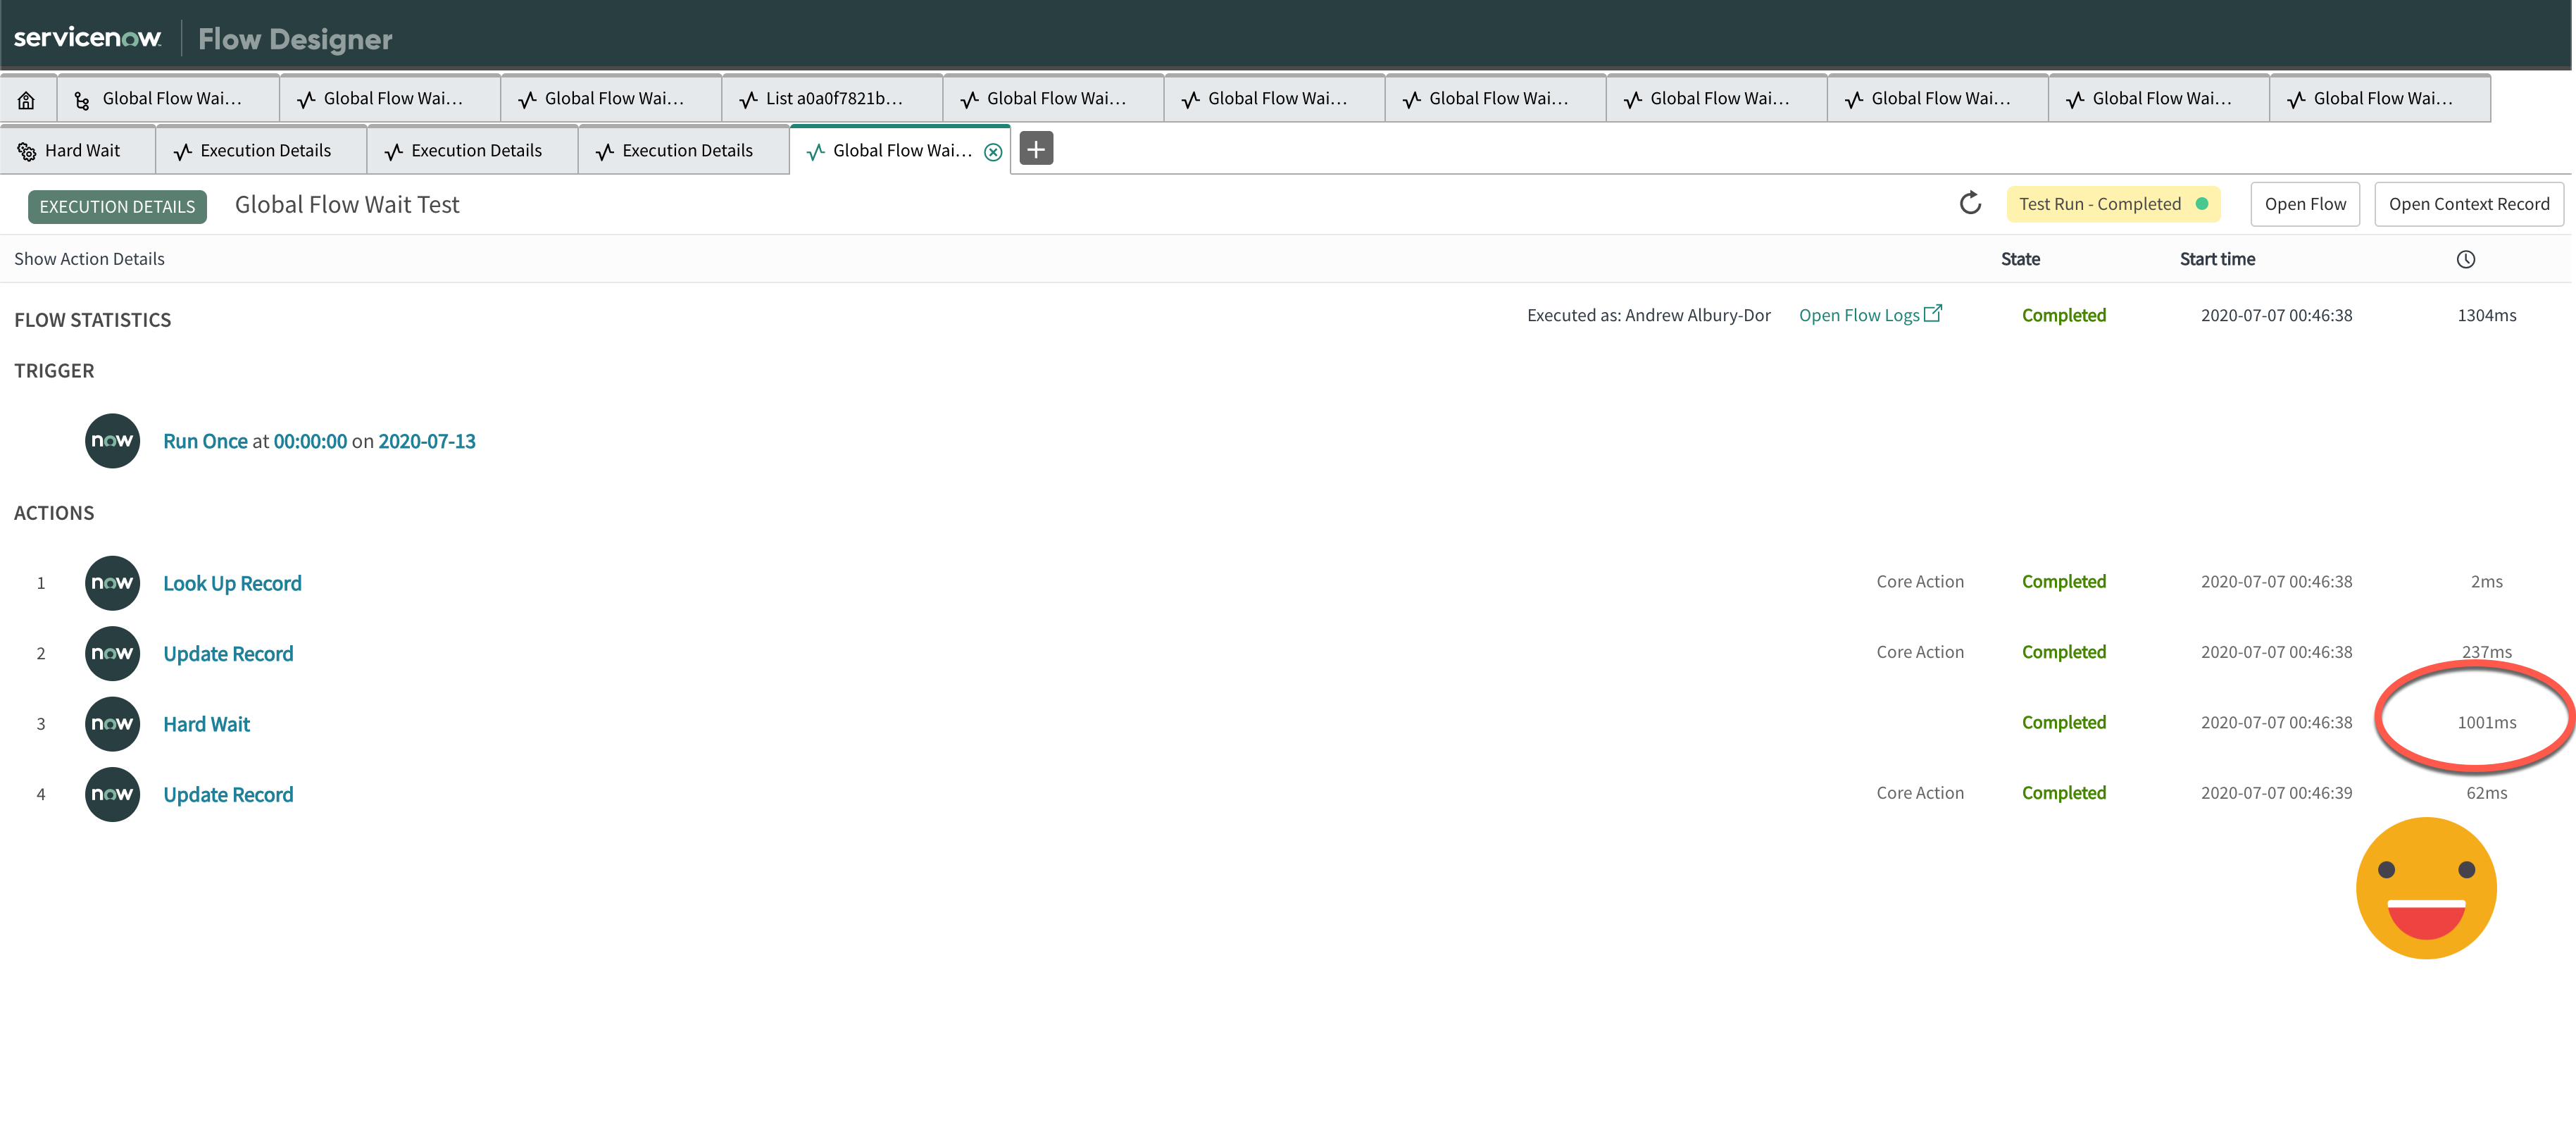 servicenow Flow Designer
Global Flow Wai... Global Flow Wai... Global Flow Wai... List a0a0f7821b... Global Flow Wai... Global Flow Wai... Global Flow Wai... Global Flow Wai... Global Flow Wai... Global Flow Wai... Global Flow Wai...
Hard Wait Execution Details Execution Details Execution Details Global Flow Wai... +
EXECUTION DETAILS Global Flow Wait Test Test Run - Completed Open Flow Open Context Record
Show Action Details State Start time
FLOW STATISTICS Executed as: Andrew Albury-Dor Open Flow Logs Completed 2020-07-07 00:46:38 1304ms
TRIGGER
now Run Once at 00:00:00 on 2020-07-13
ACTIONS
1 now Look Up Record Core Action Completed 2020-07-07 00:46:38 2ms
2 now Update Record Core Action Completed 2020-07-07 00:46:38 237ms
3 now Hard Wait Completed 2020-07-07 00:46:38 1001ms
4 now Update Record Core Action Completed 2020-07-07 00:46:39 62ms